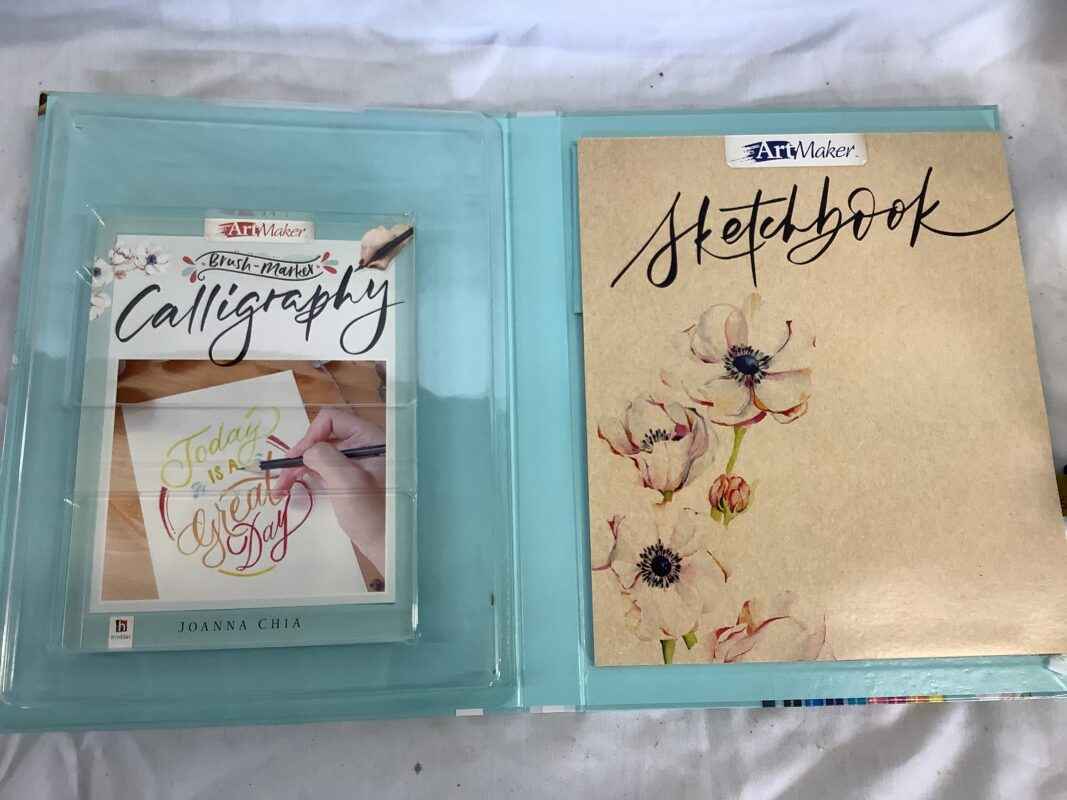 ArtMaker
Brush-Marker
Calligraphy
Today
IS A
Great
Day
JOANNA CHIA
ArtMaker
Sketchbook